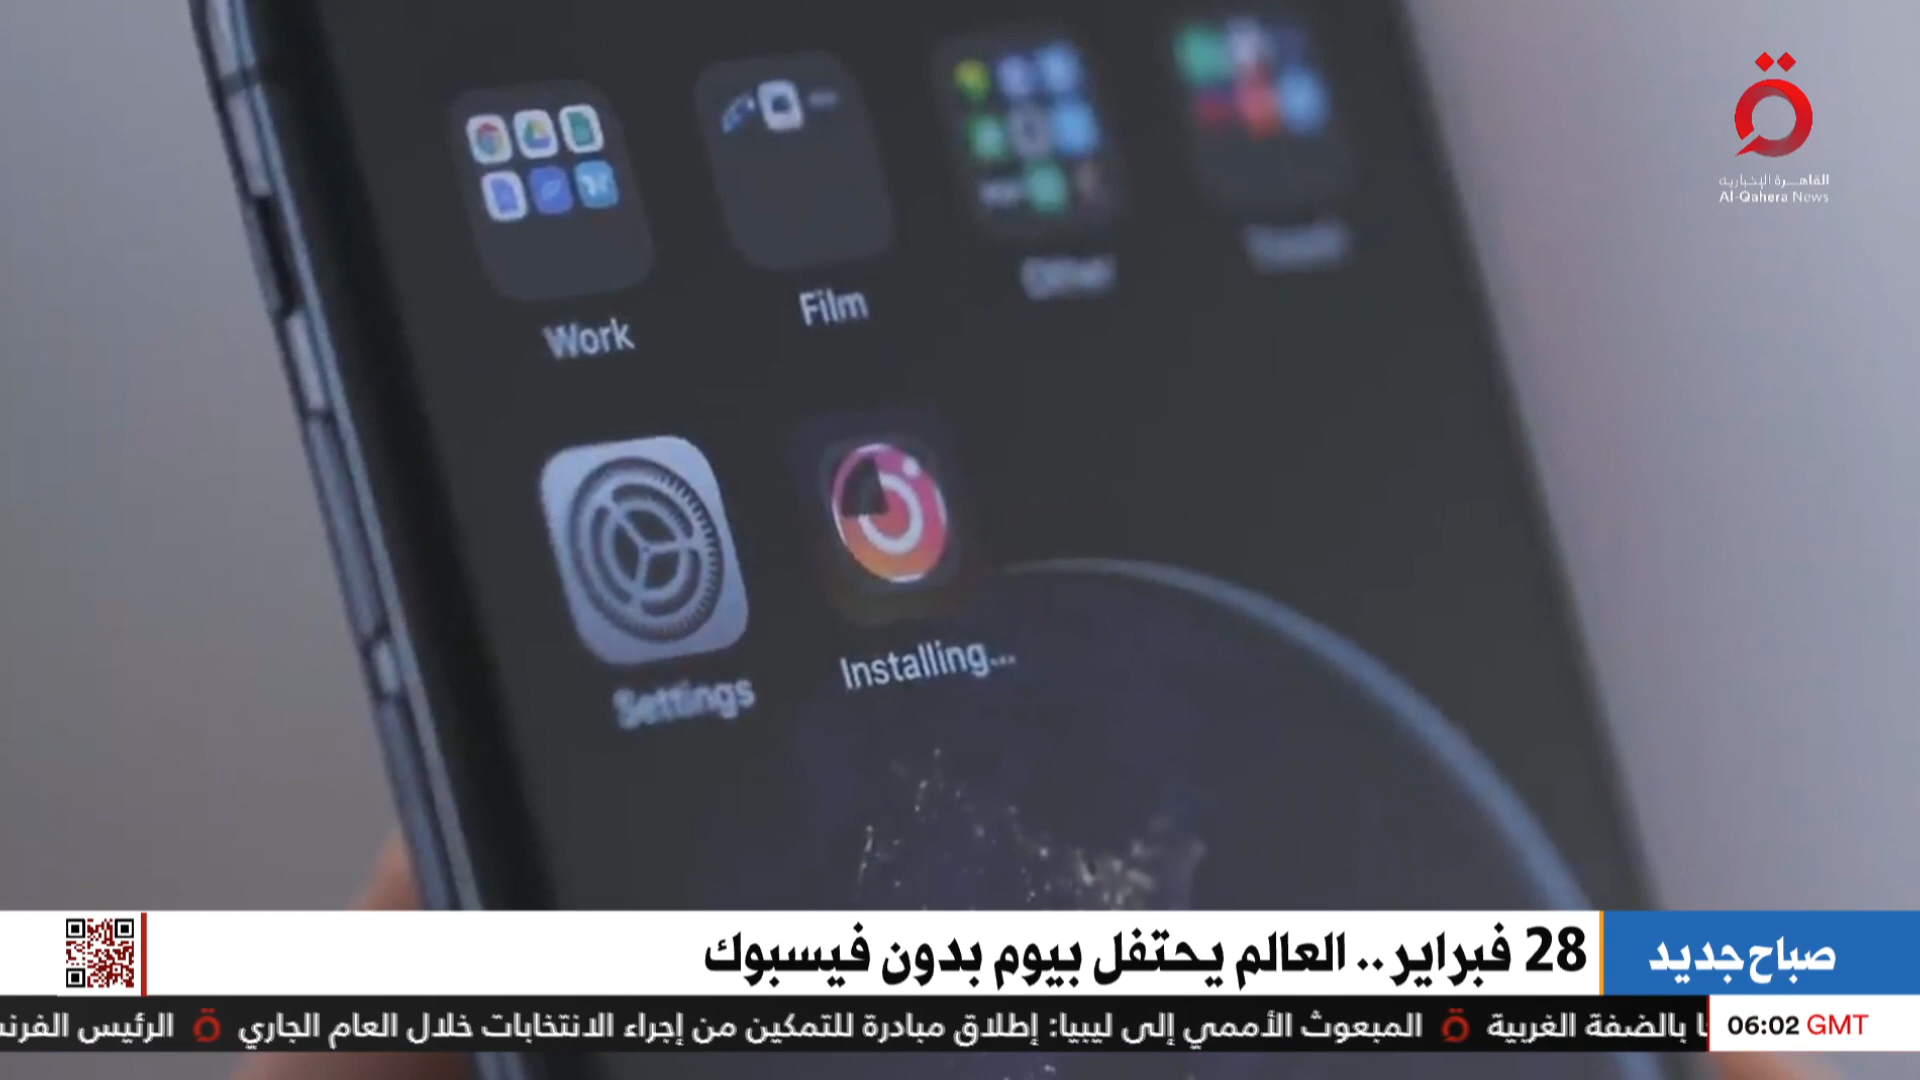 القاهرة الإخبارية
Al-Qahera News
Work
Film
Other
Settings
Installing...
صباح جديد
28 فبراير .. العالم يحتفل بيوم بدون فيسبوك
06:02 GMT
بالضفة الغربية
المبعوث الأممي إلى ليبيا: إطلاق مبادرة للتمكين من إجراء الانتخابات خلال العام الجاري
الرئيس